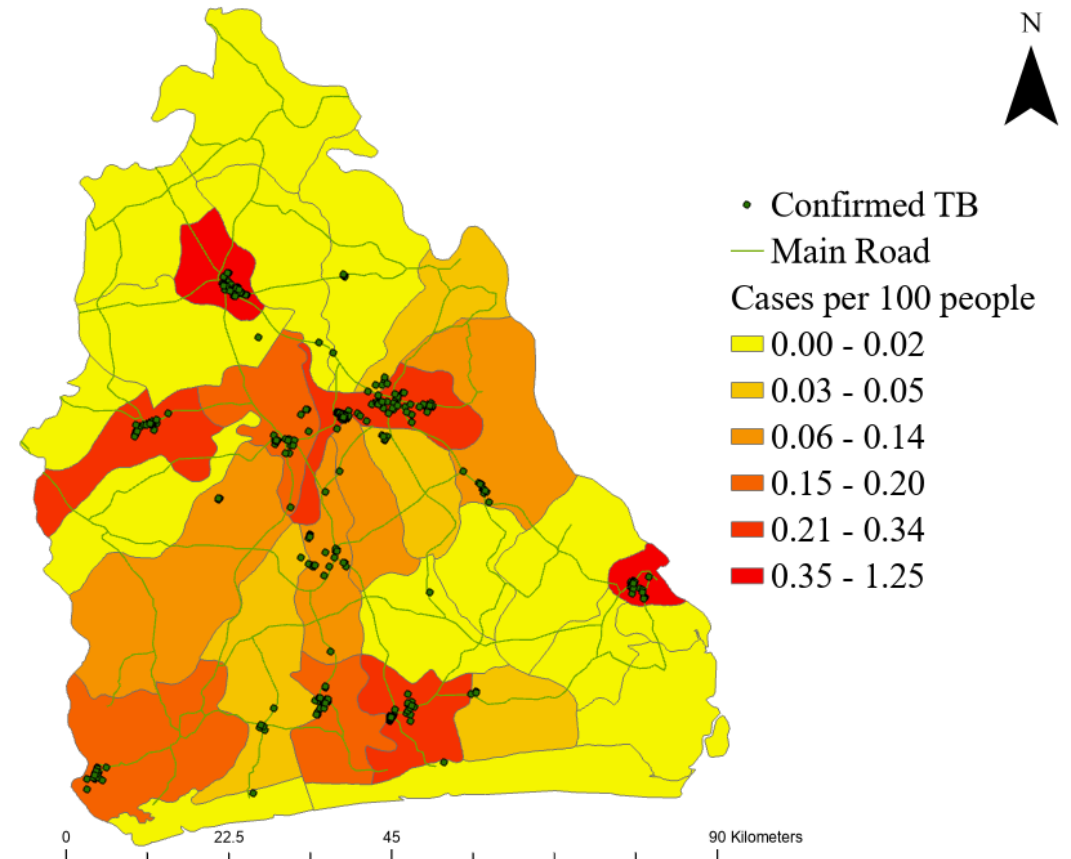 N
Confirmed TB
Main Road
Cases per 100 people
0.00 - 0.02
0.03 - 0.05
0.06 - 0.14
0.15 - 0.20
0.21 - 0.34
0.35 - 1.25
0 22.5 45 90 Kilometers